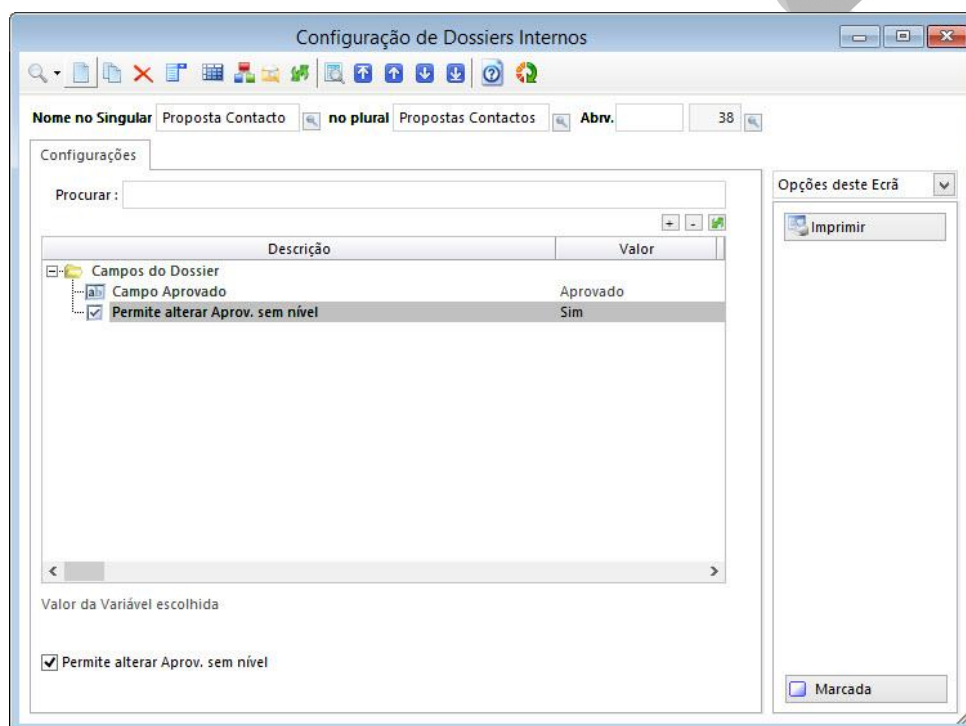 Configuração de Dossiers Internos
Nome no Singular Proposta Contacto no plural Propostas Contactos Abrv. 38
Configurações
Opções deste Ecrã
Procurar :
Imprimir
+ -
Descrição Valor
Campos do Dossier
ab Campo Aprovado Aprovado
Permite alterar Aprov. sem nível Sim
Valor da Variável escolhida
Permite alterar Aprov. sem nível
Marcada